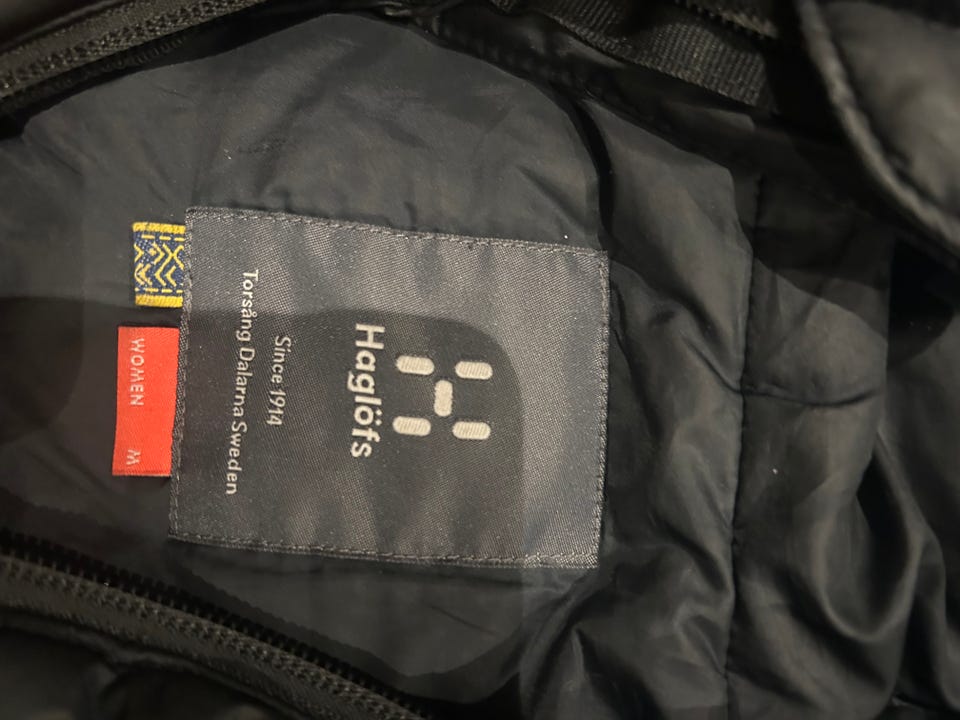 Haglöfs
Since 1914
Torsång Dalarna Sweden
WOMEN M